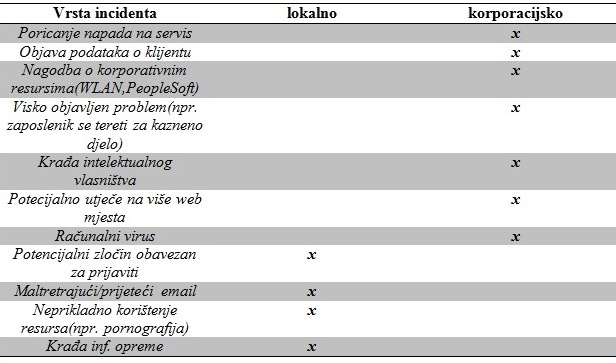 Vrsta incidenta lokalno korporacijsko
Poricanje napada na servis x
Objava podataka o klijentu x
Nagodba o korporativnim x
resursima(WLAN,PeopleSoft)
Visko objavljen problem(npr. x
zaposlenik se tereti za kazneno
djelo)
Krađa intelektualnog x
vlasništva
Potecijalno utječe na više web x
mjesta
Računalni virus x
Potencijalni zločin obavezan x
za prijaviti
Maltretrajući/prijeteći email x
Neprikladno korištenje x
resursa(npr. pornografija)
Krađa inf. opreme x